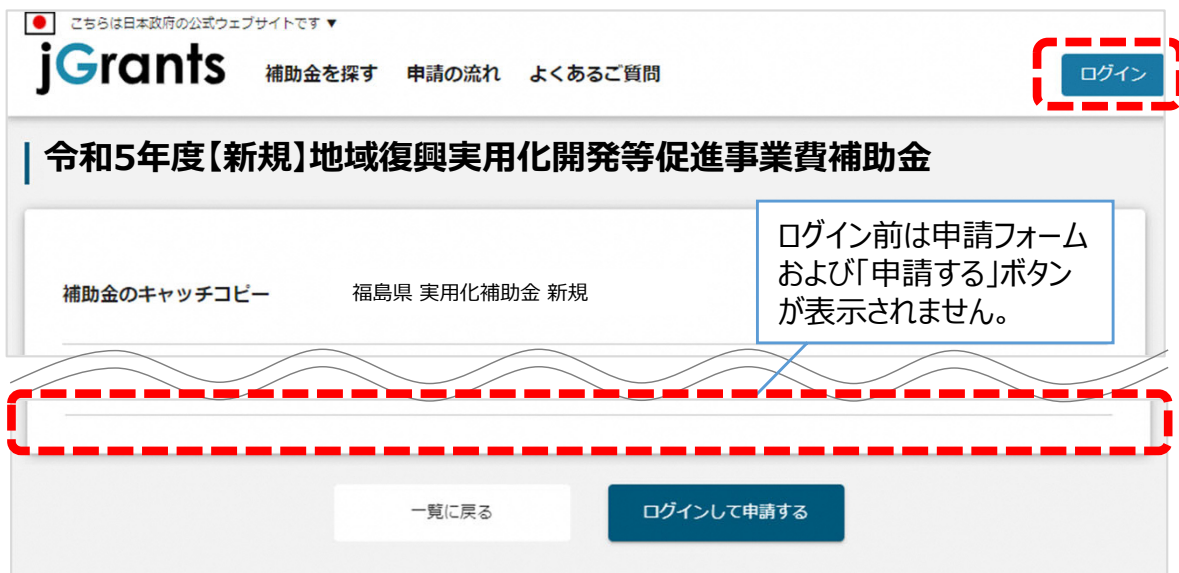 こちらは日本政府の公式ウェブサイトです ▼
jGrants 補助金を探す 申請の流れ よくあるご質問 ログイン
令和5年度【新規】地域復興実用化開発等促進事業費補助金
ログイン前は申請フォーム
および「申請する」ボタン
が表示されません。
補助金のキャッチコピー 福島県 実用化補助金 新規
一覧に戻る ログインして申請する